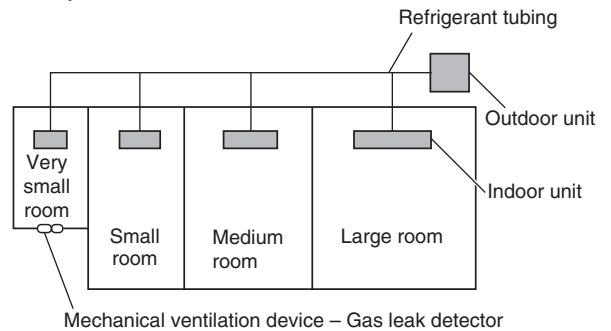 Refrigerant tubing
Outdoor unit
Indoor unit
Very
small
room
Small
room
Medium
room
Large room
Mechanical ventilation device – Gas leak detector